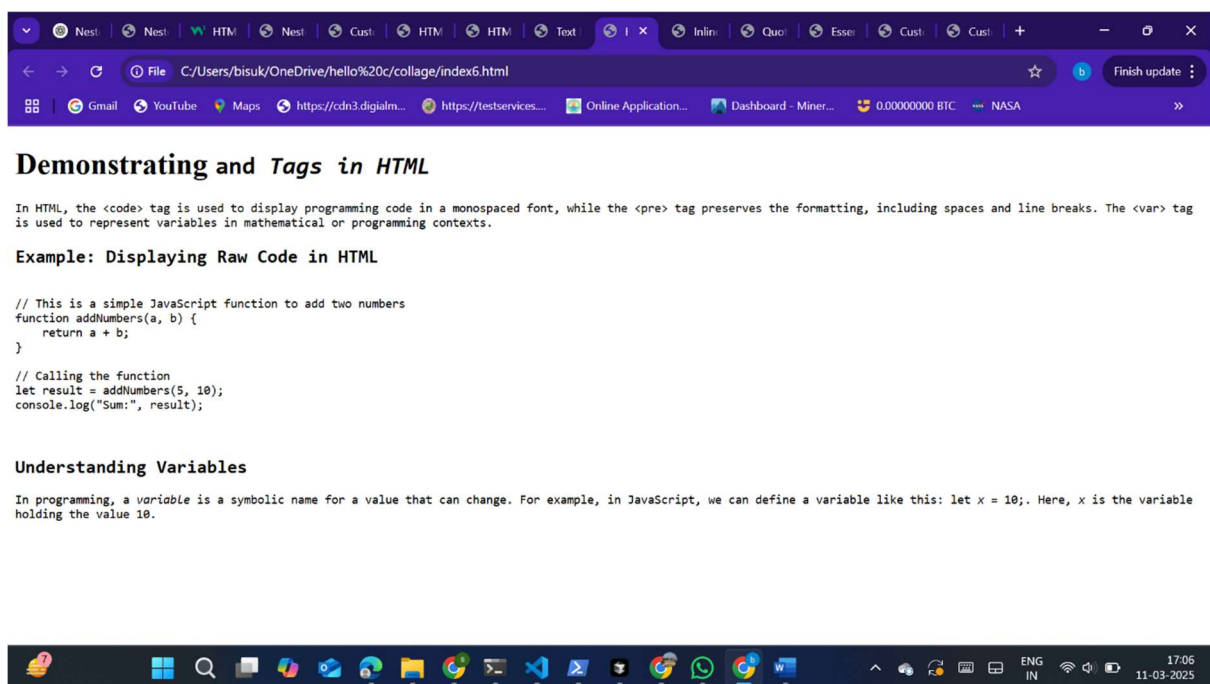 Nest HTM Nest Cust HTM HTM Text I Inlin Quot Esse Cust Cust
File C:/Users/bisuk/OneDrive/hello%20c/collage/index6.html b Finish update
Gmail YouTube Maps https://cdn3.digialm... https://testservices.... Online Application... Dashboard - Miner... 0.00000000 BTC NASA
Demonstrating and Tags in HTML
In HTML, the <code> tag is used to display programming code in a monospaced font, while the <pre> tag preserves the formatting, including spaces and line breaks. The <var> tag
is used to represent variables in mathematical or programming contexts.
Example: Displaying Raw Code in HTML
// This is a simple JavaScript function to add two numbers
function addNumbers(a, b) {
    return a + b;
}
// Calling the function
let result = addNumbers(5, 10);
console.log("Sum:", result);
Understanding Variables
In programming, a variable is a symbolic name for a value that can change. For example, in JavaScript, we can define a variable like this: let x = 10;. Here, x is the variable
holding the value 10.
7 ENG 17:06
IN 11-03-2025